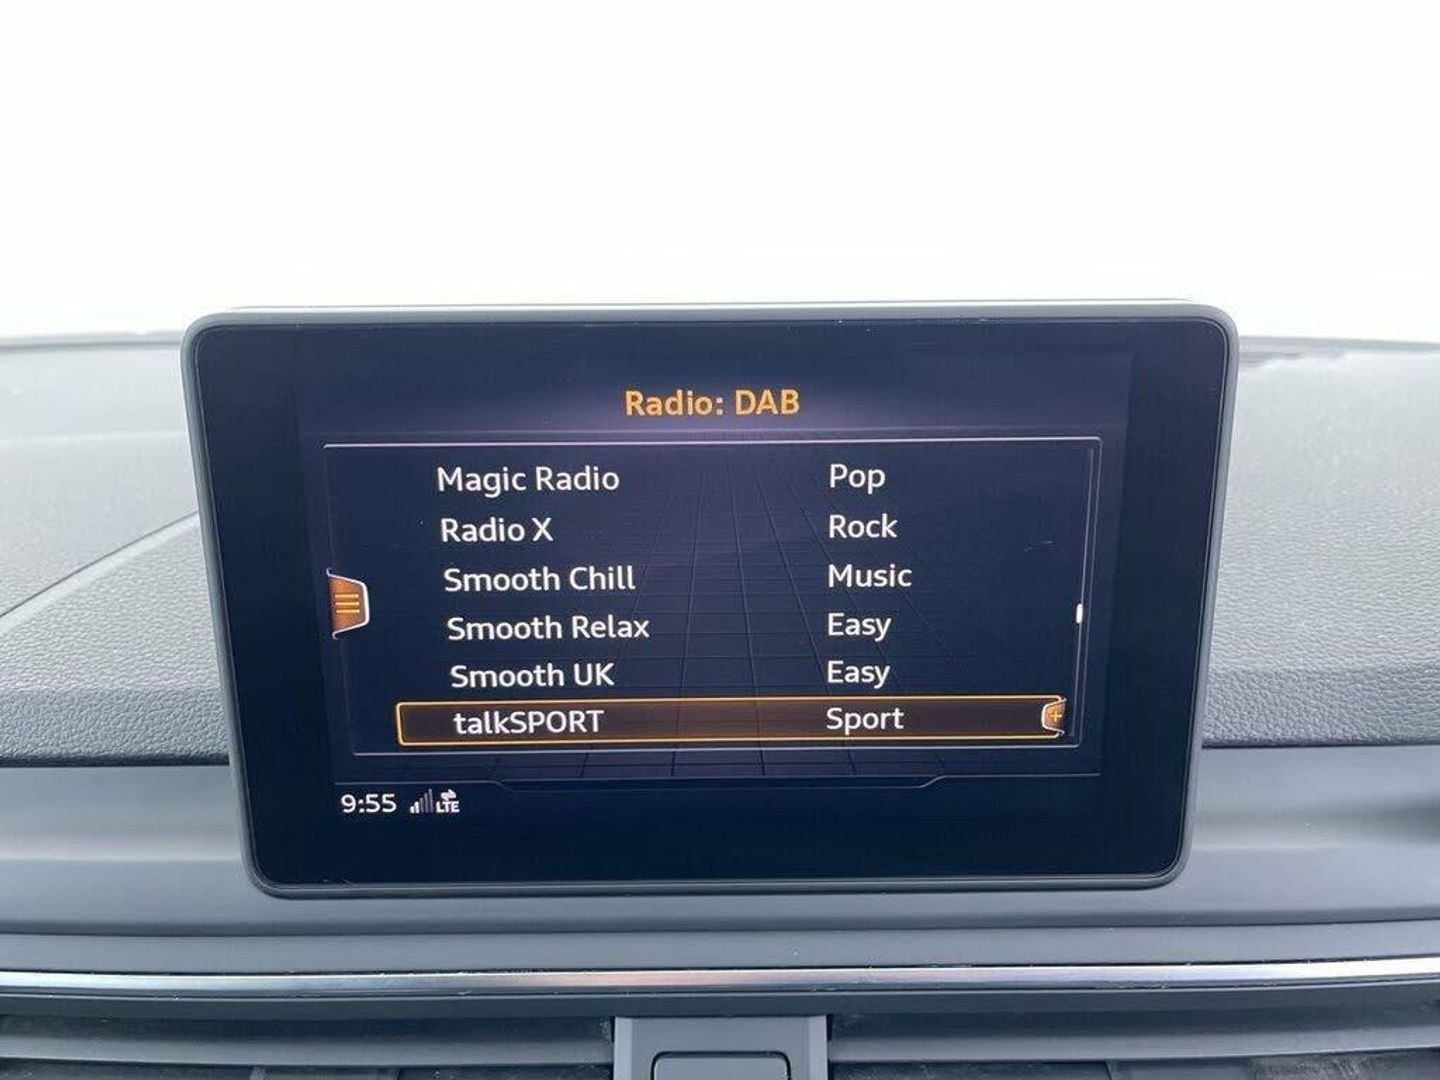 Radio: DAB
Magic Radio Pop
Radio X Rock
Smooth Chill Music
Smooth Relax Easy
Smooth UK Easy
talkSPORT Sport
9:55 LTE